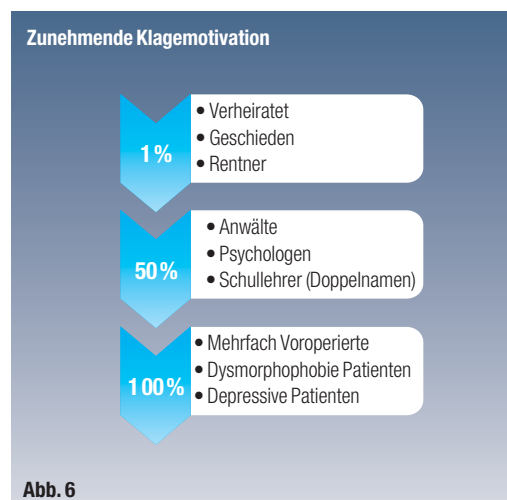 Zunehmende Klagemotivation
1 %
• Verheiratet
• Geschieden
• Rentner
50 %
• Anwälte
• Psychologen
• Schullehrer (Doppelnamen)
100 %
• Mehrfach Voroperierte
• Dysmorphophobie Patienten
• Depressive Patienten
Abb. 6